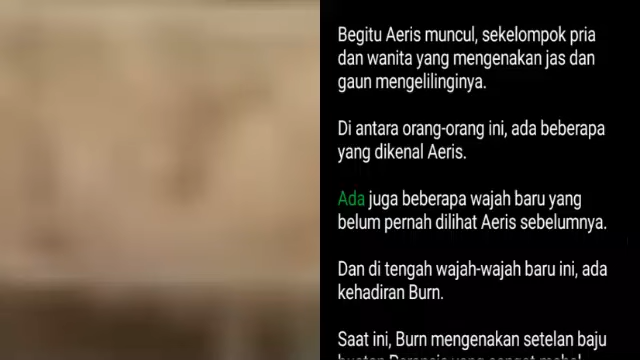 Begitu Aeris muncul, sekelompok pria
dan wanita yang mengenakan jas dan
gaun mengelilinginya.
Di antara orang-orang ini, ada beberapa
yang dikenal Aeris.
Ada juga beberapa wajah baru yang
belum pernah dilihat Aeris sebelumnya.
Dan di tengah wajah-wajah baru ini, ada
kehadiran Burn.
Saat ini, Burn mengenakan setelan baju